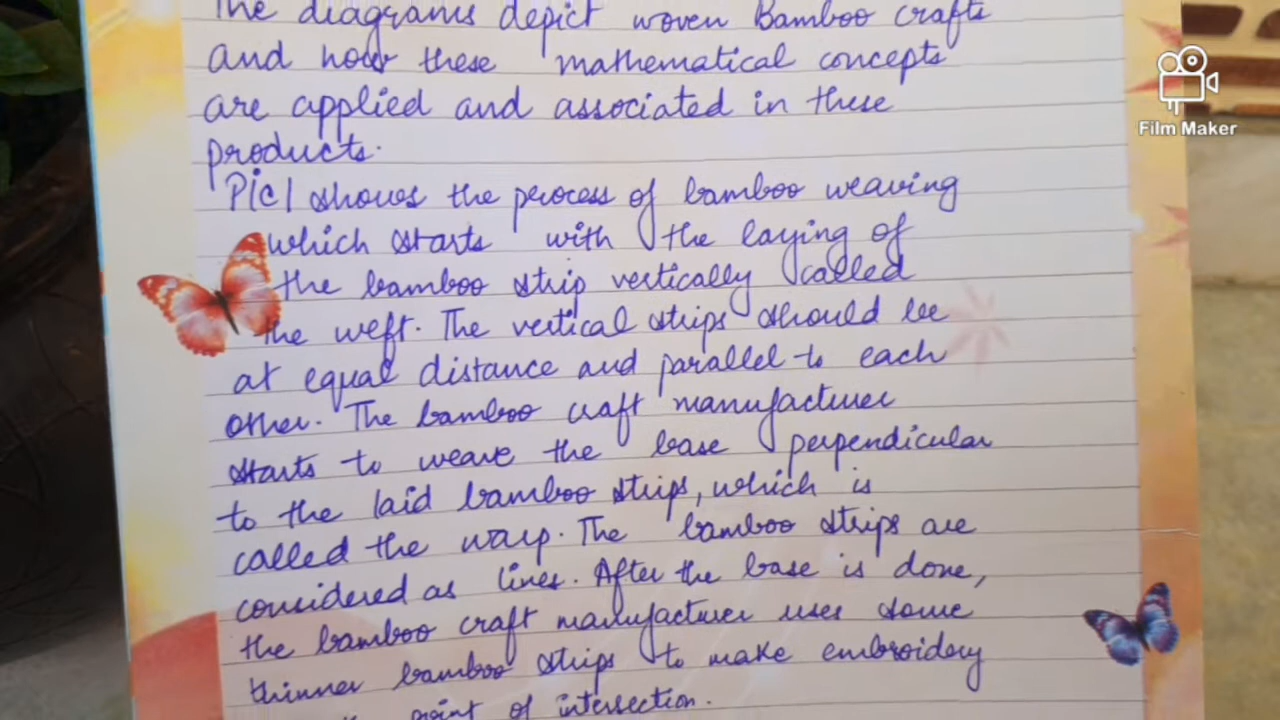 The diagrams depict woven Bamboo crafts
and how these mathematical concepts
are applied and associated in these
products.
Pic1 shows the process of bamboo weaving
which starts with the laying of
the bamboo strip vertically called
the weft. The vertical strips should be
at equal distance and parallel to each
other. The bamboo craft manufacturer
starts to weave the base perpendicular
to the laid bamboo strips, which is
called the warp. The bamboo strips are
considered as lines. After the base is done,
the bamboo craft manufacturer uses some
thinner bamboo strips to make embroidery
point of intersection.
Film Maker